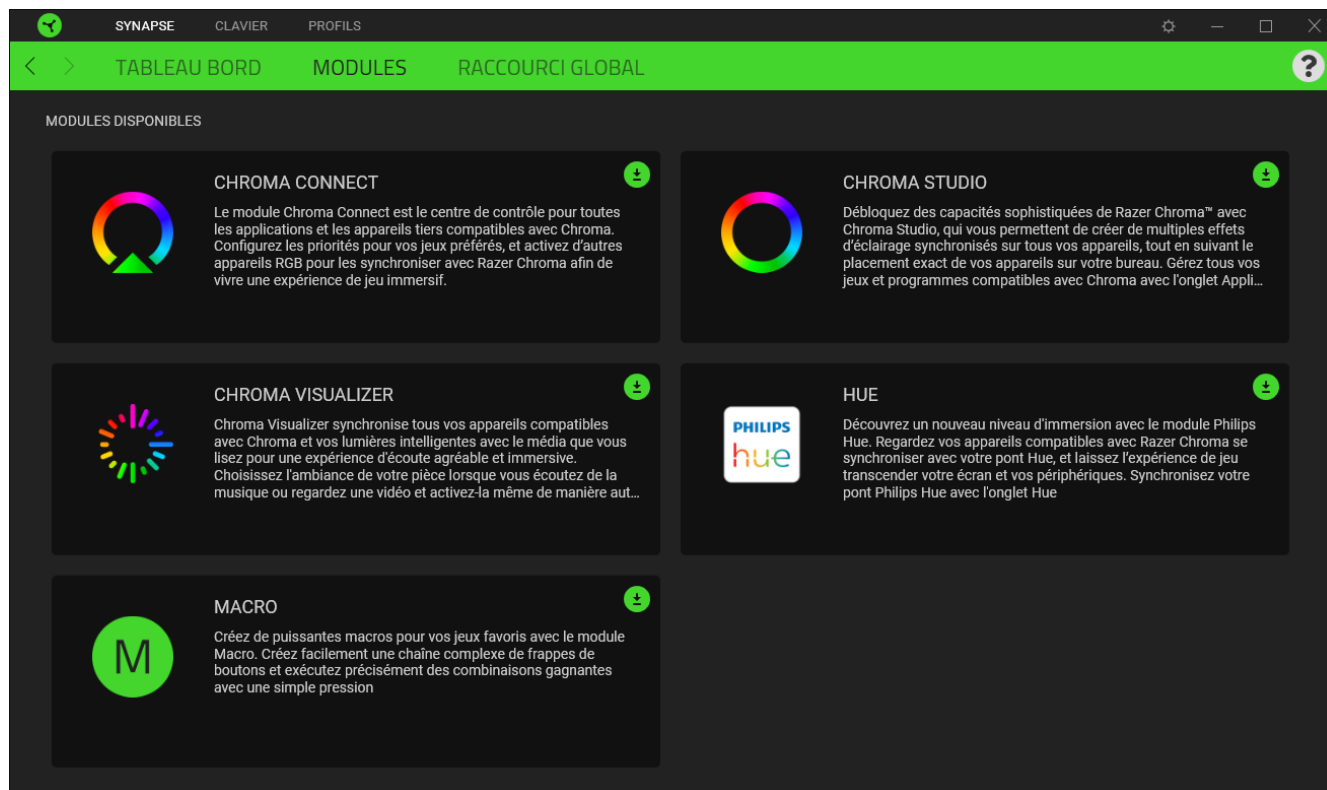 SYNAPSE CLAVIER PROFILS
TABLEAU BORD MODULES RACCOURCI GLOBAL ?
MODULES DISPONIBLES
CHROMA CONNECT
Le module Chroma Connect est le centre de contrôle pour toutes
les applications et les appareils tiers compatibles avec Chroma.
Configurez les priorités pour vos jeux préférés, et activez d'autres
appareils RGB pour les synchroniser avec Razer Chroma afin de
vivre une expérience de jeu immersif.
CHROMA STUDIO
Débloquez des capacités sophistiquées de Razer Chroma™ avec
Chroma Studio, qui vous permettent de créer de multiples effets
d'éclairage synchronisés sur tous vos appareils, tout en suivant le
placement exact de vos appareils sur votre bureau. Gérez tous vos
jeux et programmes compatibles avec Chroma avec l'onglet Appli...
CHROMA VISUALIZER
Chroma Visualizer synchronise tous vos appareils compatibles
avec Chroma et vos lumières intelligentes avec le média que vous
lisez pour une expérience d'écoute agréable et immersive.
Choisissez l'ambiance de votre pièce lorsque vous écoutez de la
musique ou regardez une vidéo et activez-la même de manière aut...
PHILIPS
hue
HUE
Découvrez un nouveau niveau d'immersion avec le module Philips
Hue. Regardez vos appareils compatibles avec Razer Chroma se
synchroniser avec votre pont Hue, et laissez l'expérience de jeu
transcender votre écran et vos périphériques. Synchronisez votre
pont Philips Hue avec l'onglet Hue
M
MACRO
Créez de puissantes macros pour vos jeux favoris avec le module
Macro. Créez facilement une chaîne complexe de frappes de
boutons et exécutez précisément des combinaisons gagnantes
avec une simple pression